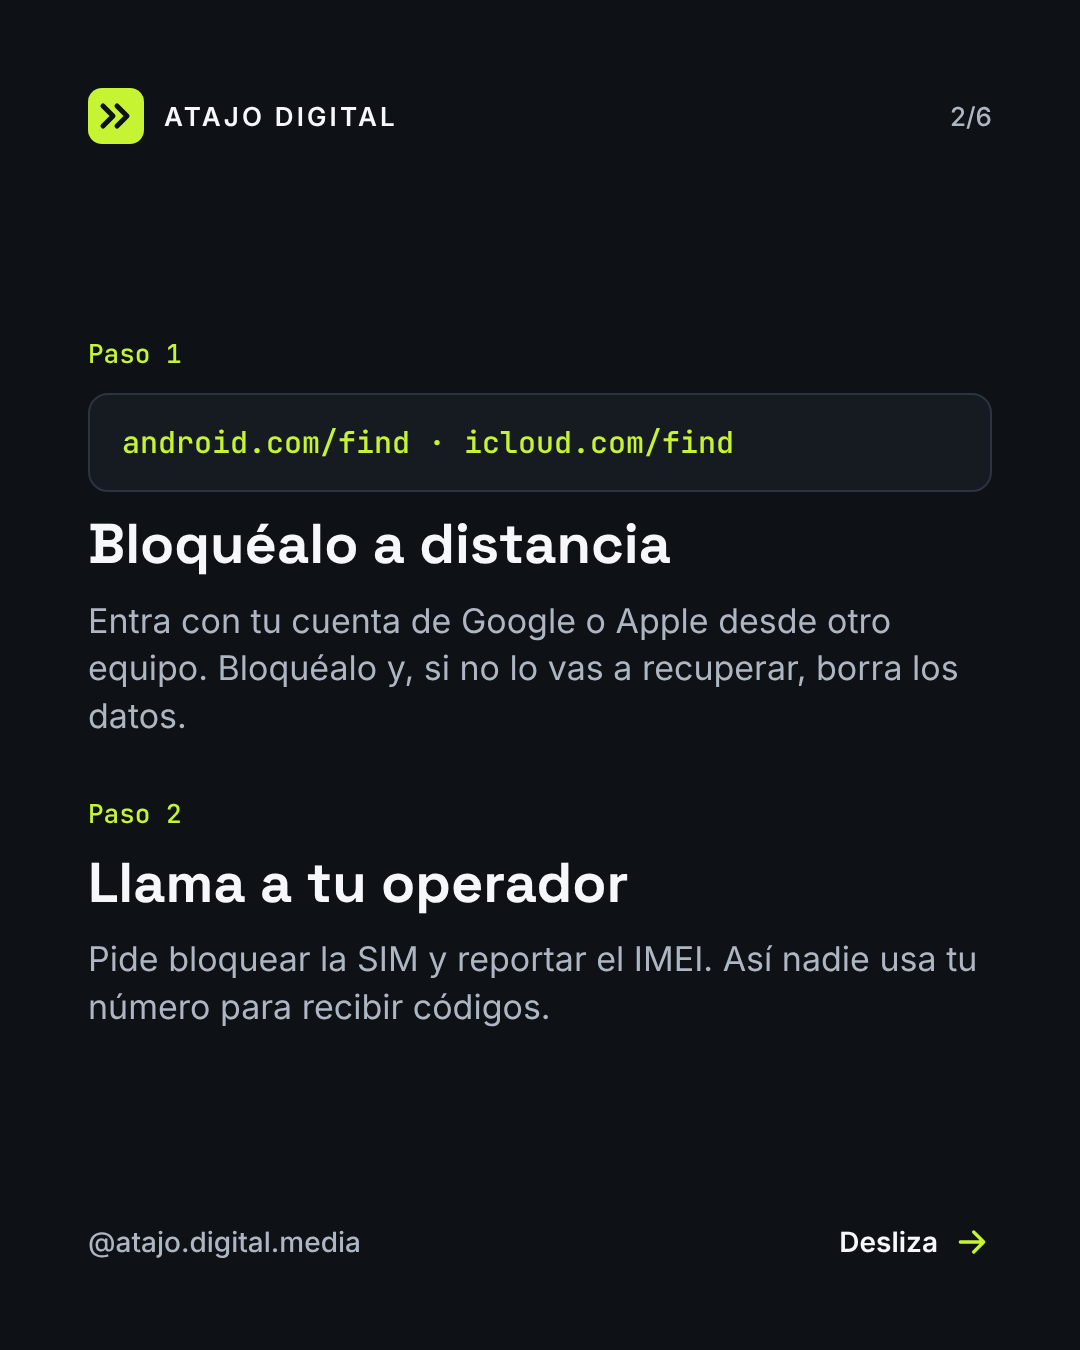 ATAJO DIGITAL
2/6
Paso 1
android.com/find · icloud.com/find
Bloquéalo a distancia
Entra con tu cuenta de Google o Apple desde otro
equipo. Bloquéalo y, si no lo vas a recuperar, borra los
datos.
Paso 2
Llama a tu operador
Pide bloquear la SIM y reportar el IMEI. Así nadie usa tu
número para recibir códigos.
@atajo.digital.media
Desliza →